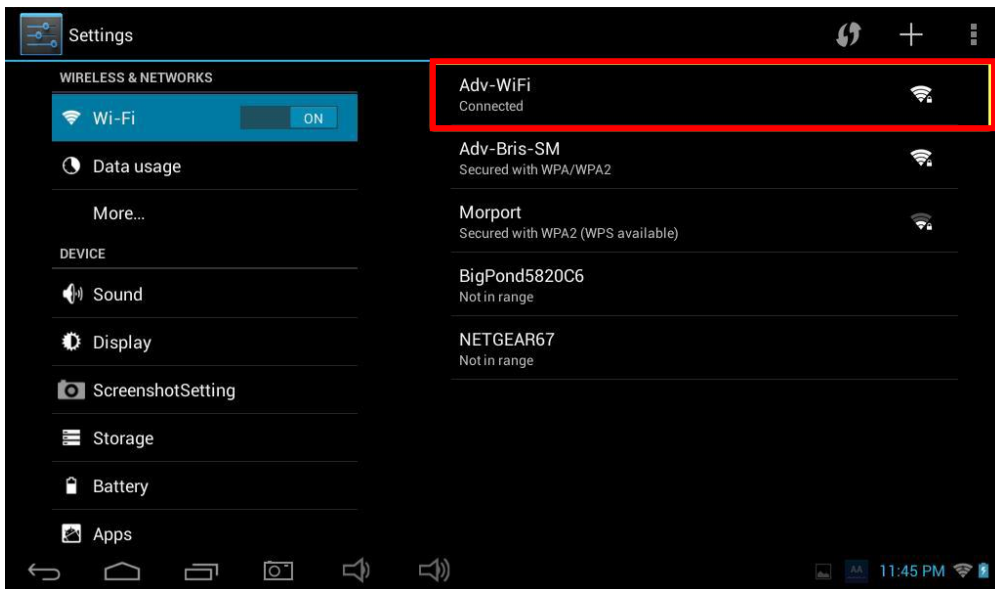 Settings
WIRELESS & NETWORKS
Wi-Fi
ON
Data usage
More...
DEVICE
Sound
Display
ScreenshotSetting
Storage
Battery
Apps
Adv-WiFi
Connected
Adv-Bris-SM
Secured with WPA/WPA2
Morport
Secured with WPA2 (WPS available)
BigPond5820C6
Not in range
NETGEAR67
Not in range
AA
11:45 PM